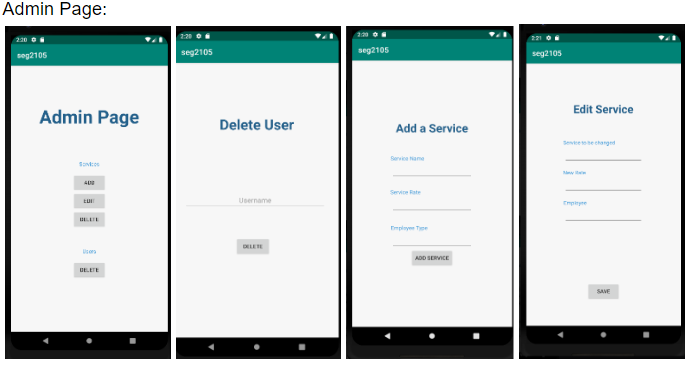 Admin Page:
2:20
seg2105
Admin Page
Services
ADD
EDIT
DELETE
Users
DELETE
2:20
seg2105
Delete User
Username
DELETE
2:20
seg2105
Add a Service
Service Name
Service Rate
Employee Type
ADD SERVICE
2:21
seg2105
Edit Service
Service to be changed
New Rate
Employee
SAVE